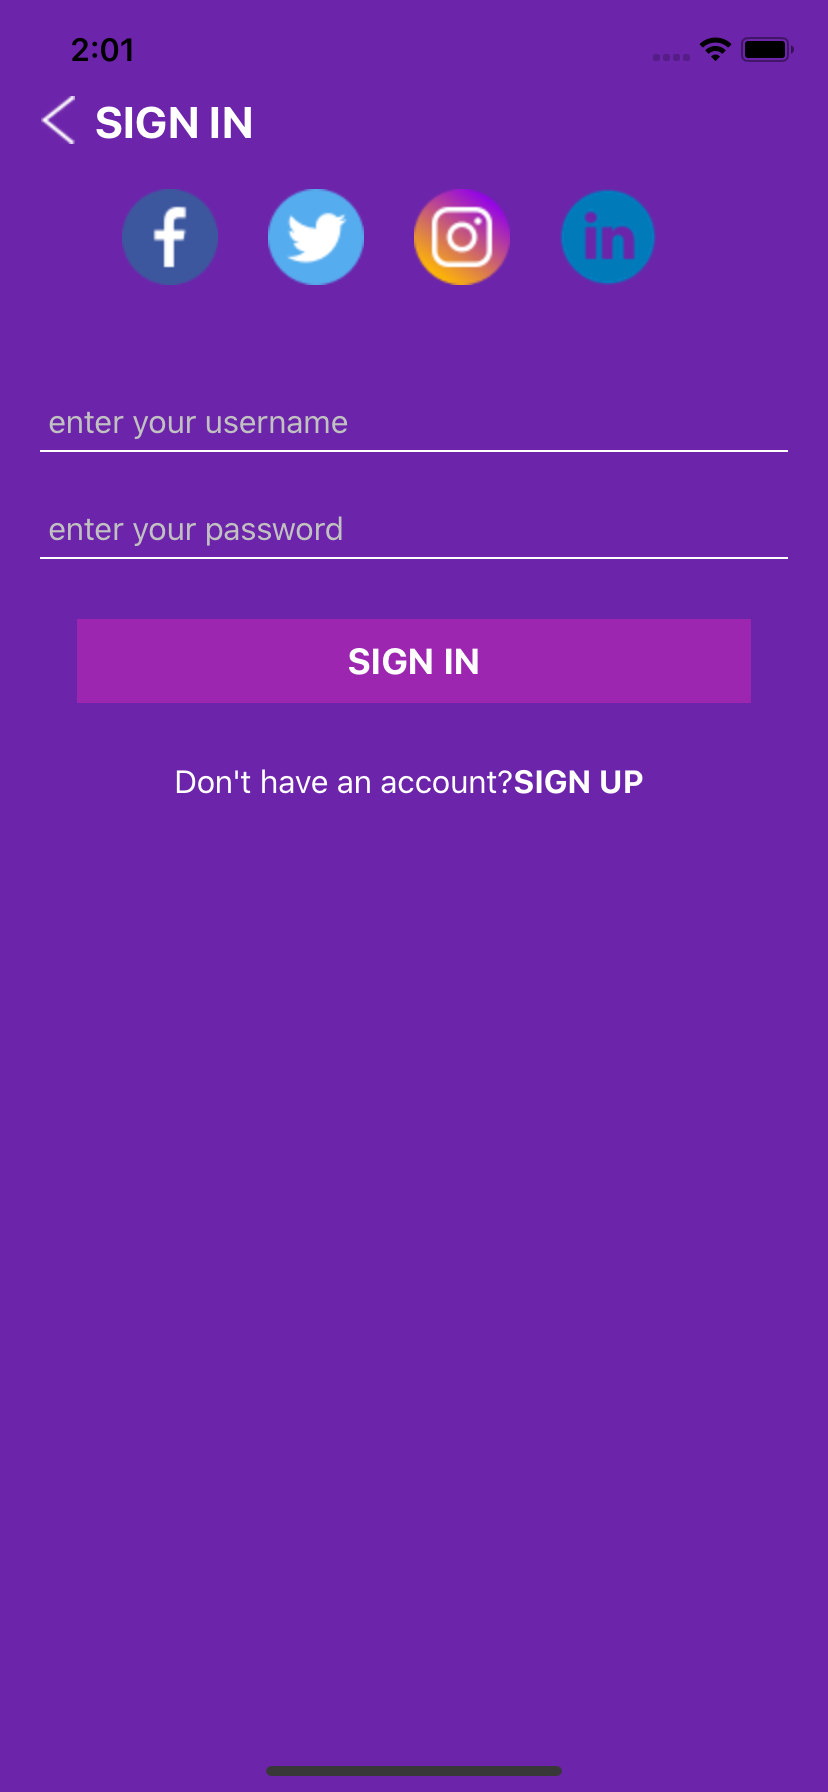 2:01
SIGN IN
f
in
enter your username
enter your password
SIGN IN
Don't have an account?SIGN UP